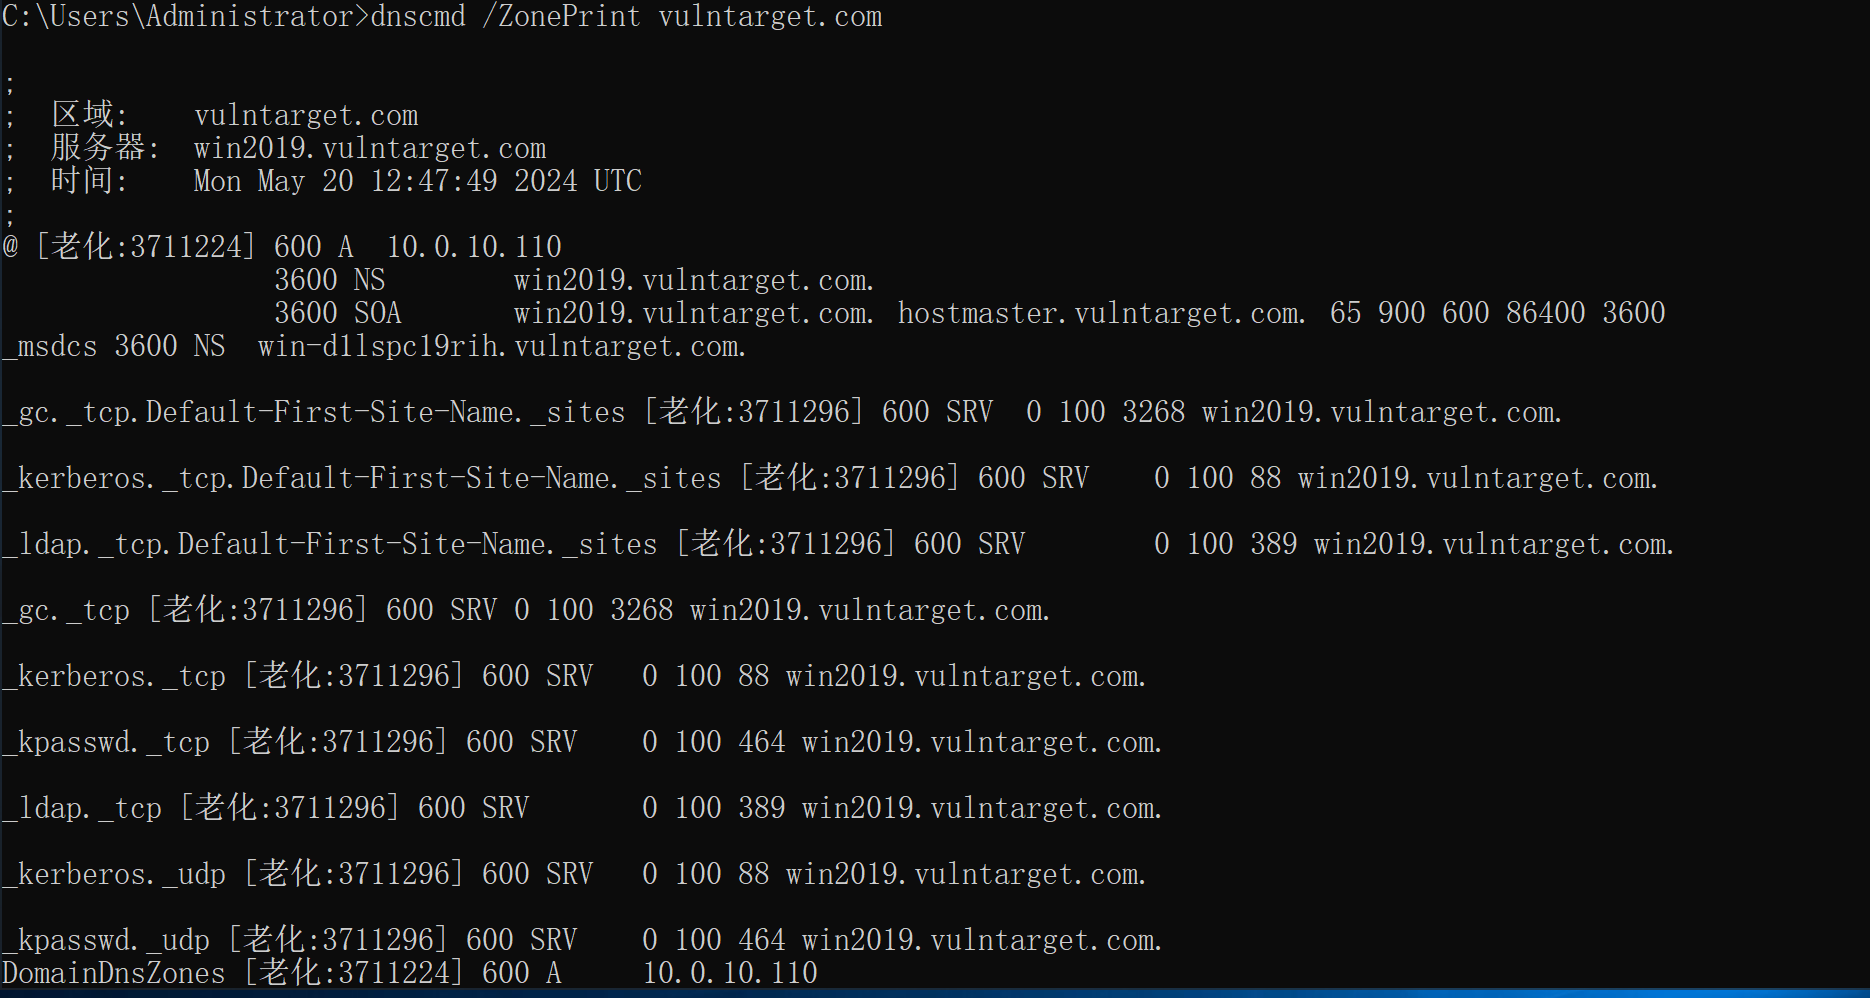 C:\Users\Administrator>dnscmd /ZonePrint vulntarget.com
;
;  区域:    vulntarget.com
;  服务器:  win2019.vulntarget.com
;  时间:    Mon May 20 12:47:49 2024 UTC
;
@ [老化:3711224] 600 A  10.0.10.110
                 3600 NS        win2019.vulntarget.com.
                 3600 SOA       win2019.vulntarget.com. hostmaster.vulntarget.com. 65 900 600 86400 3600
_msdcs 3600 NS  win-d1lspc19rih.vulntarget.com.
_gc._tcp.Default-First-Site-Name._sites [老化:3711296] 600 SRV  0 100 3268 win2019.vulntarget.com.
_kerberos._tcp.Default-First-Site-Name._sites [老化:3711296] 600 SRV    0 100 88 win2019.vulntarget.com.
_ldap._tcp.Default-First-Site-Name._sites [老化:3711296] 600 SRV        0 100 389 win2019.vulntarget.com.
_gc._tcp [老化:3711296] 600 SRV 0 100 3268 win2019.vulntarget.com.
_kerberos._tcp [老化:3711296] 600 SRV   0 100 88 win2019.vulntarget.com.
_kpasswd._tcp [老化:3711296] 600 SRV    0 100 464 win2019.vulntarget.com.
_ldap._tcp [老化:3711296] 600 SRV       0 100 389 win2019.vulntarget.com.
_kerberos._udp [老化:3711296] 600 SRV   0 100 88 win2019.vulntarget.com.
_kpasswd._udp [老化:3711296] 600 SRV    0 100 464 win2019.vulntarget.com.
DomainDnsZones [老化:3711224] 600 A     10.0.10.110